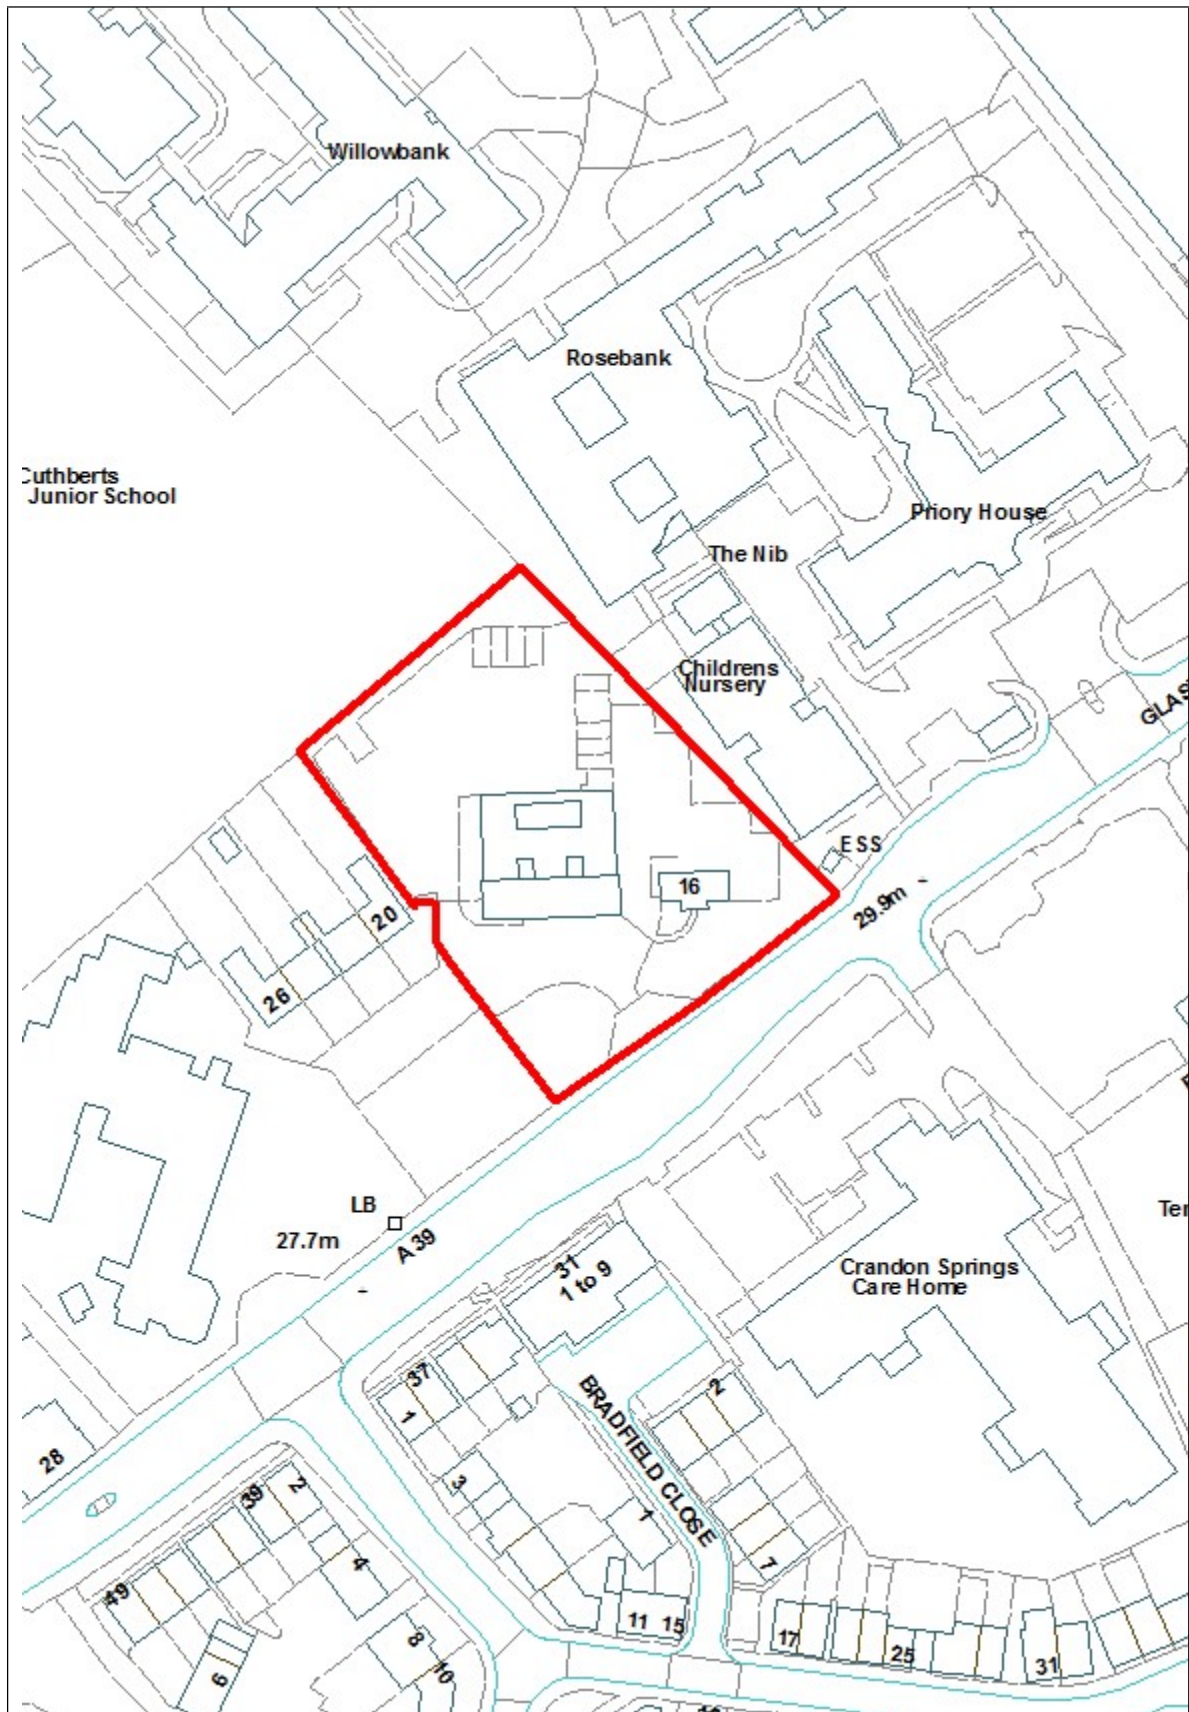 Willowbank
Rosebank
Cuthberts
Junior School
Priory House
The Nib
Childrens
Nursery
GLAS
ESS
16
29.9m
20
26
LB
27.7m
A 39
Ter
Crandon Springs
Care Home
31
1 to 9
37
1
2
BRADFIELD CLOSE
28
3
39
2
1
4
7
49
11
15
17
25
31
8
10
6